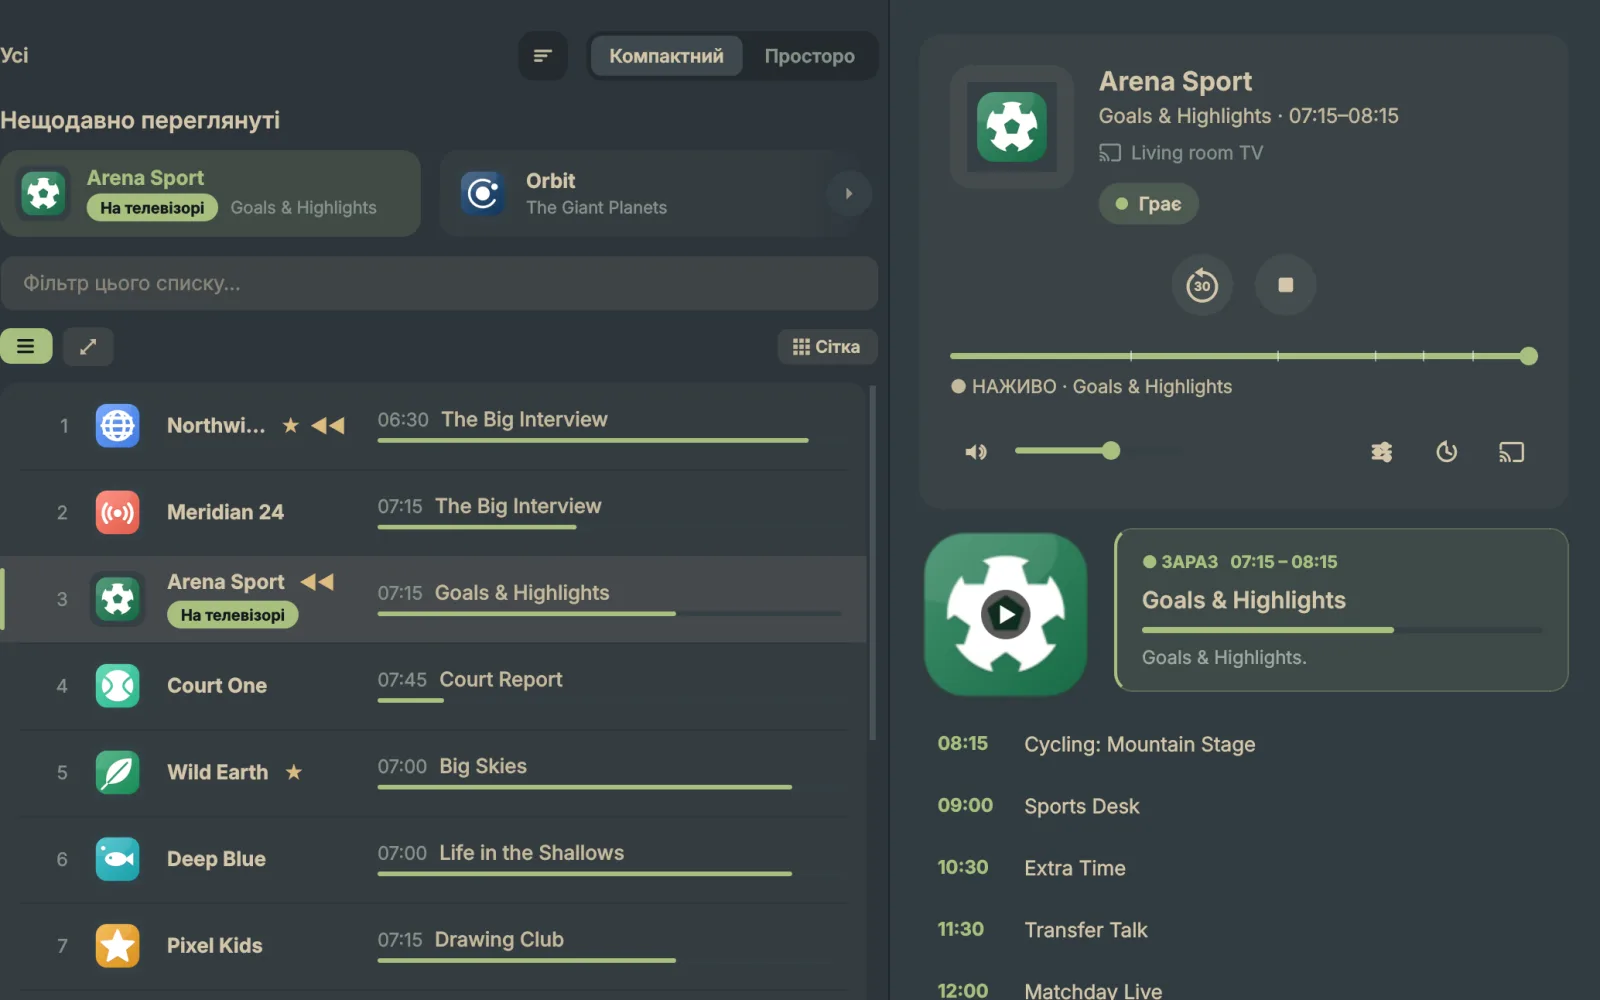 Усі
Компактний
Просторо
Нещодавно переглянуті
Arena Sport
На телевізорі
Goals & Highlights
Orbit
The Giant Planets
Фільтр цього списку...
Сітка
1
Northwi...
06:30 The Big Interview
2
Meridian 24
07:15 The Big Interview
3
Arena Sport
На телевізорі
07:15 Goals & Highlights
4
Court One
07:45 Court Report
5
Wild Earth
07:00 Big Skies
6
Deep Blue
07:00 Life in the Shallows
7
Pixel Kids
07:15 Drawing Club
Arena Sport
Goals & Highlights · 07:15–08:15
Living room TV
Грає
30
НАЖИВО · Goals & Highlights
ЗАРАЗ 07:15 – 08:15
Goals & Highlights
Goals & Highlights.
08:15 Cycling: Mountain Stage
09:00 Sports Desk
10:30 Extra Time
11:30 Transfer Talk
12:00 Matchday Live